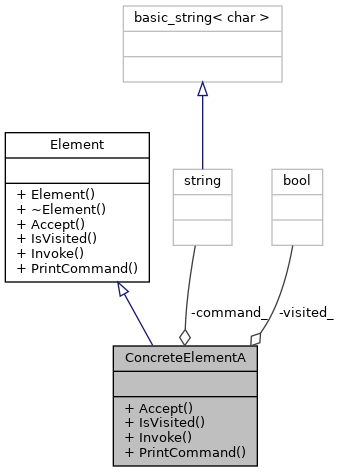 basic_string< char >
Element
+ Element()
+ ~Element()
+ Accept()
+ IsVisited()
+ Invoke()
+ PrintCommand()
string
bool
-command_
-visited_
ConcreteElementA
+ Accept()
+ IsVisited()
+ Invoke()
+ PrintCommand()